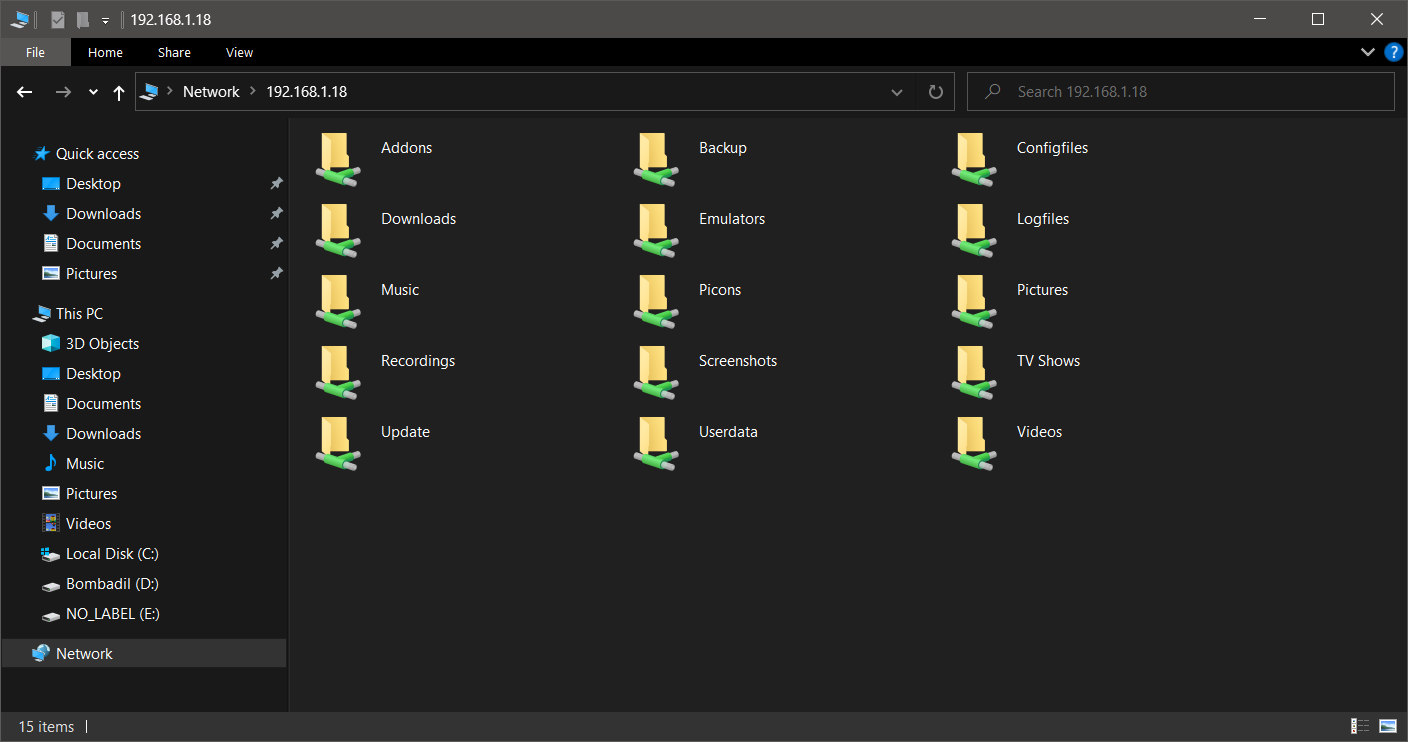 192.168.1.18
File Home Share View
?
Network 192.168.1.18
Search 192.168.1.18
Quick access
Desktop
Downloads
Documents
Pictures
This PC
3D Objects
Desktop
Documents
Downloads
Music
Pictures
Videos
Local Disk (C:)
Bombadil (D:)
NO_LABEL (E:)
Network
Addons Backup Configfiles
Downloads Emulators Logfiles
Music Picons Pictures
Recordings Screenshots TV Shows
Update Userdata Videos
15 items